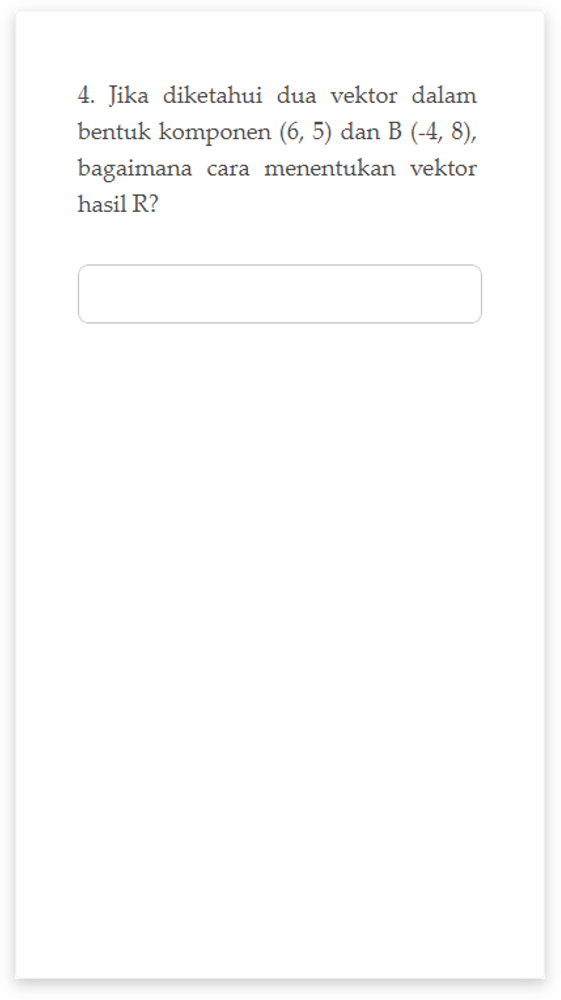 4. Jika diketahui dua vektor dalam
bentuk komponen (6, 5) dan B (-4, 8),
bagaimana cara menentukan vektor
hasil R?